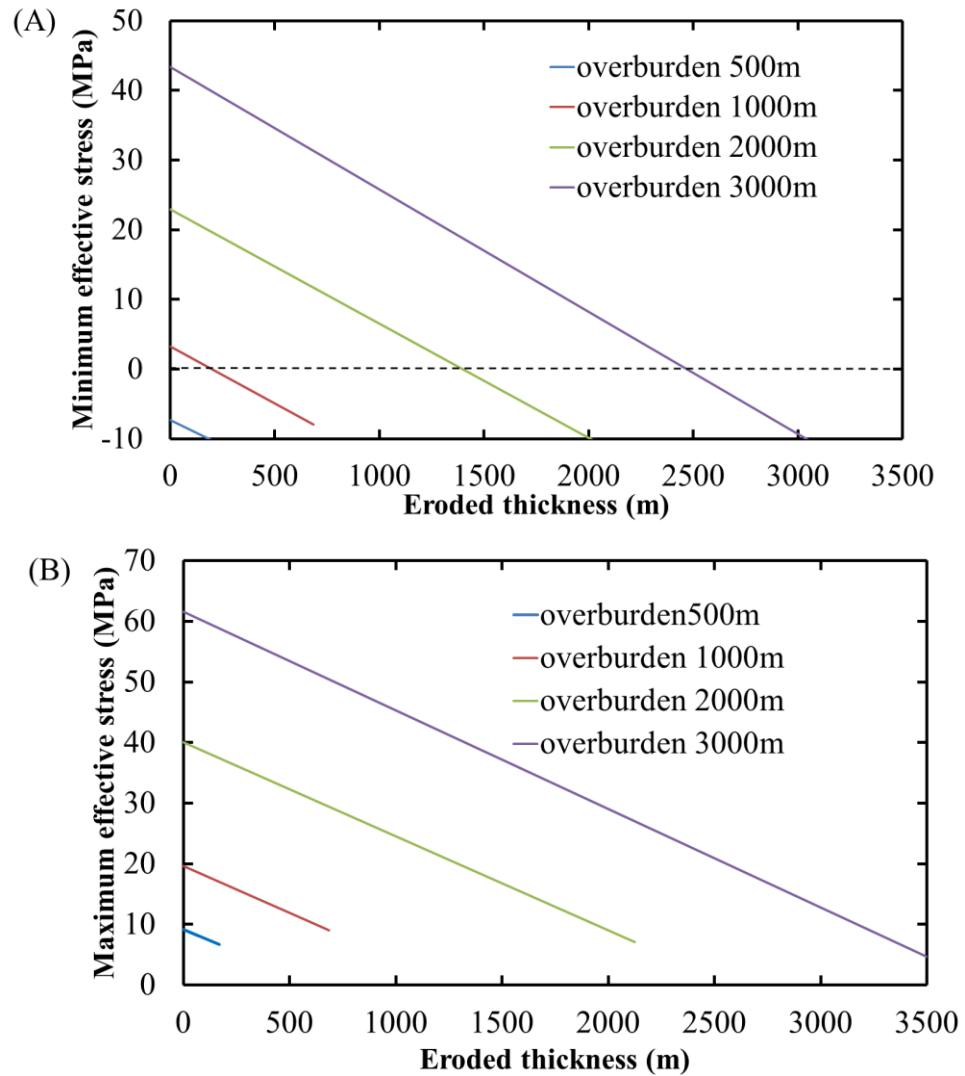 (A)
Minimum effective stress (MPa)
50
40
30
20
10
0
-10
overburden 500m
overburden 1000m
overburden 2000m
overburden 3000m
0 500 1000 1500 2000 2500 3000 3500
Eroded thickness (m)
(B)
Maximum effective stress (MPa)
70
60
50
40
30
20
10
0
overburden500m
overburden 1000m
overburden 2000m
overburden 3000m
0 500 1000 1500 2000 2500 3000 3500
Eroded thickness (m)